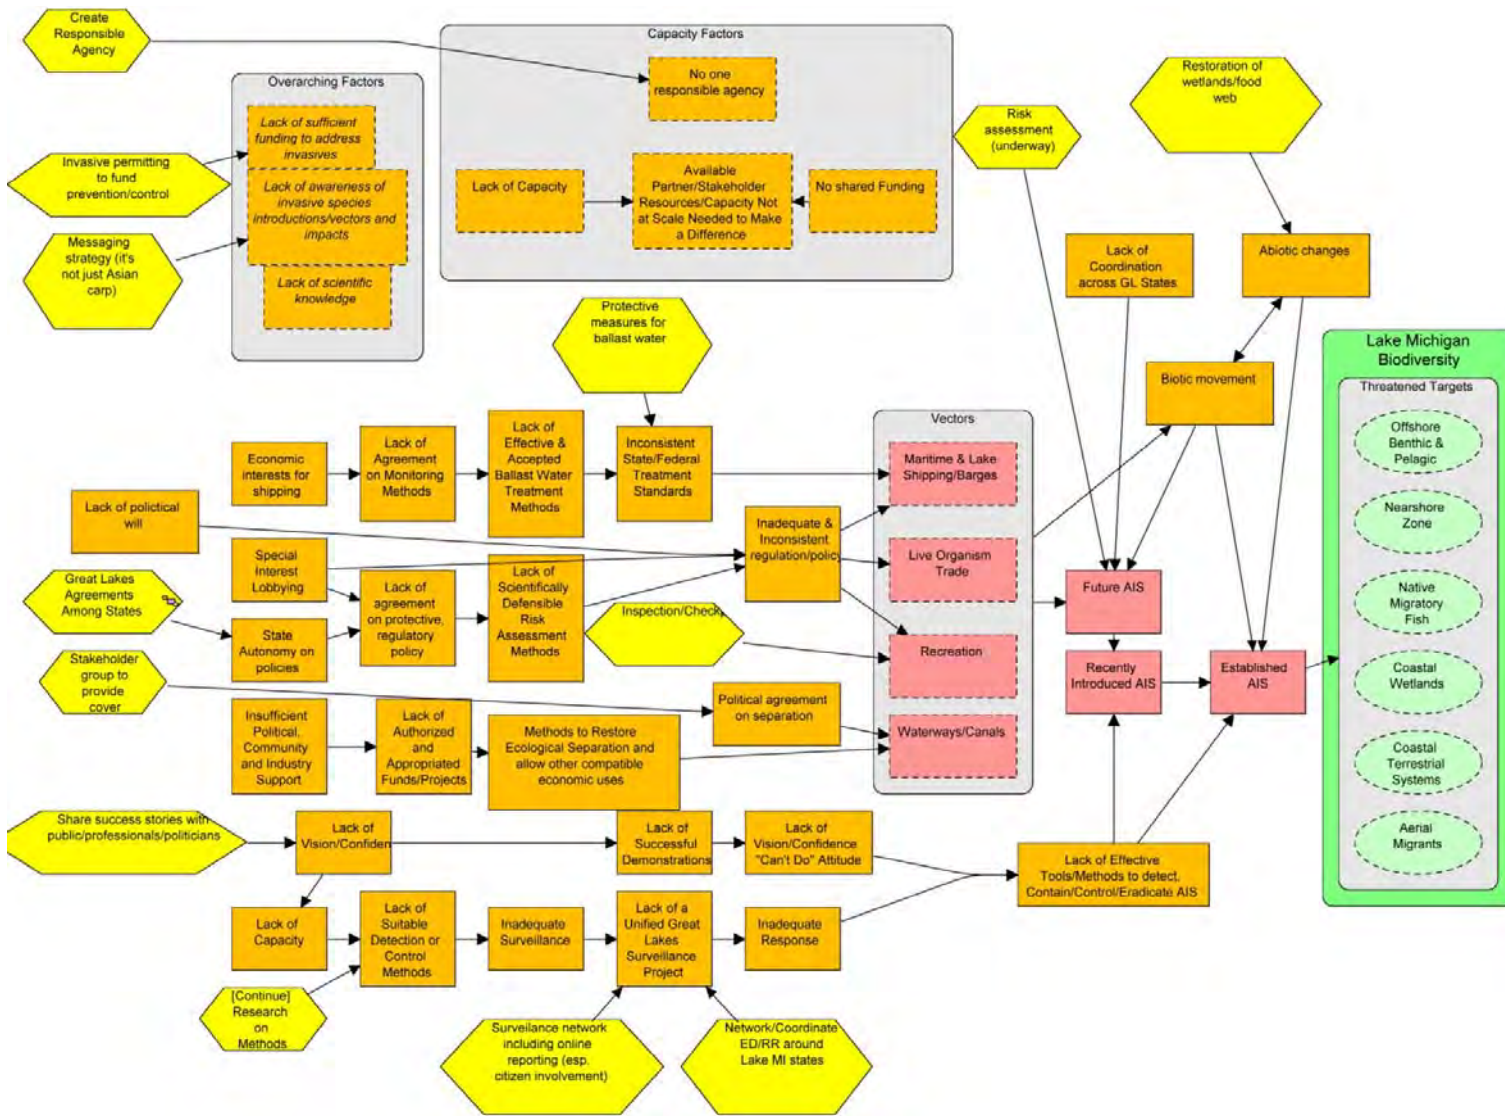 Create
Responsible
Agency
Capacity Factors
No one
responsible agency
Lack of Capacity
Available
Partner/Stakeholder
Resources/Capacity Not
at Scale Needed to Make
a Difference
No shared Funding
Overarching Factors
Lack of sufficient
funding to address
invasives
Lack of awareness of
invasive species
introductions/vectors and
impacts
Lack of scientific
knowledge
Invasive permitting
to fund
prevention/control
Messaging
strategy (it's
not just Asian
carp)
Risk
assessment
(underway)
Restoration of
wetlands/food
web
Lack of
Coordination
across GL States
Abiotic changes
Biotic movement
Protective
measures for
ballast water
Economic
interests for
shipping
Lack of
Agreement
on Monitoring
Methods
Lack of
Effective &
Accepted
Ballast Water
Treatment
Methods
Inconsistent
State/Federal
Treatment
Standards
Lack of polictical
will
Special
Interest
Lobbying
Great Lakes
Agreements
Among States
State
Autonomy on
policies
Lack of
agreement
on protective,
regulatory
policy
Lack of
Scientifically
Defensible
Risk
Assessment
Methods
Inadequate &
Inconsistent
regulation/policy
Inspection/Check
Stakeholder
group to
provide
cover
Political agreement
on separation
Insufficient
Political,
Community
and Industry
Support
Lack of
Authorized
and
Appropriated
Funds/Projects
Methods to Restore
Ecological Separation and
allow other compatible
economic uses
Vectors
Maritime & Lake
Shipping/Barges
Live Organism
Trade
Recreation
Waterways/Canals
Future AIS
Recently
Introduced AIS
Established
AIS
Lake Michigan
Biodiversity
Threatened Targets
Offshore
Benthic &
Pelagic
Nearshore
Zone
Native
Migratory
Fish
Coastal
Wetlands
Coastal
Terrestrial
Systems
Aerial
Migrants
Share success stories with
public/professionals/politicians
Lack of
Vision/Confiden
Lack of
Successful
Demonstrations
Lack of
Vision/Confidence
"Can't Do" Attitude
Lack of Effective
Tools/Methods to detect,
Contain/Control/Eradicate AIS
Lack of
Capacity
Lack of
Suitable
Detection or
Control
Methods
Inadequate
Surveillance
Lack of a
Unified Great
Lakes
Surveillance
Project
Inadequate
Response
[Continue]
Research
on
Methods
Surveilance network
including online
reporting (esp.
citizen involvement)
Network/Coordinate
ED/RR around
Lake MI states